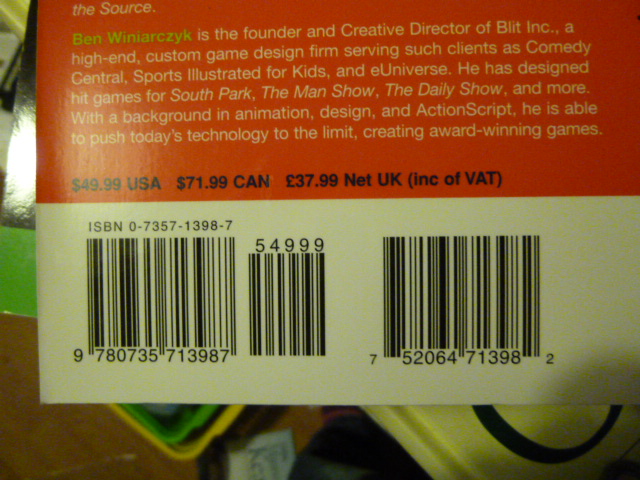 the Source.
Ben Winiarczyk is the founder and Creative Director of Blit Inc., a
high-end, custom game design firm serving such clients as Comedy
Central, Sports Illustrated for Kids, and eUniverse. He has designed
hit games for South Park, The Man Show, The Daily Show, and more.
With a background in animation, design, and ActionScript, he is able
to push today's technology to the limit, creating award-winning games.
$49.99 USA $71.99 CAN £37.99 Net UK (inc of VAT)
ISBN 0-7357-1398-7
54999
9 780735 713987
7 52064 71398 2